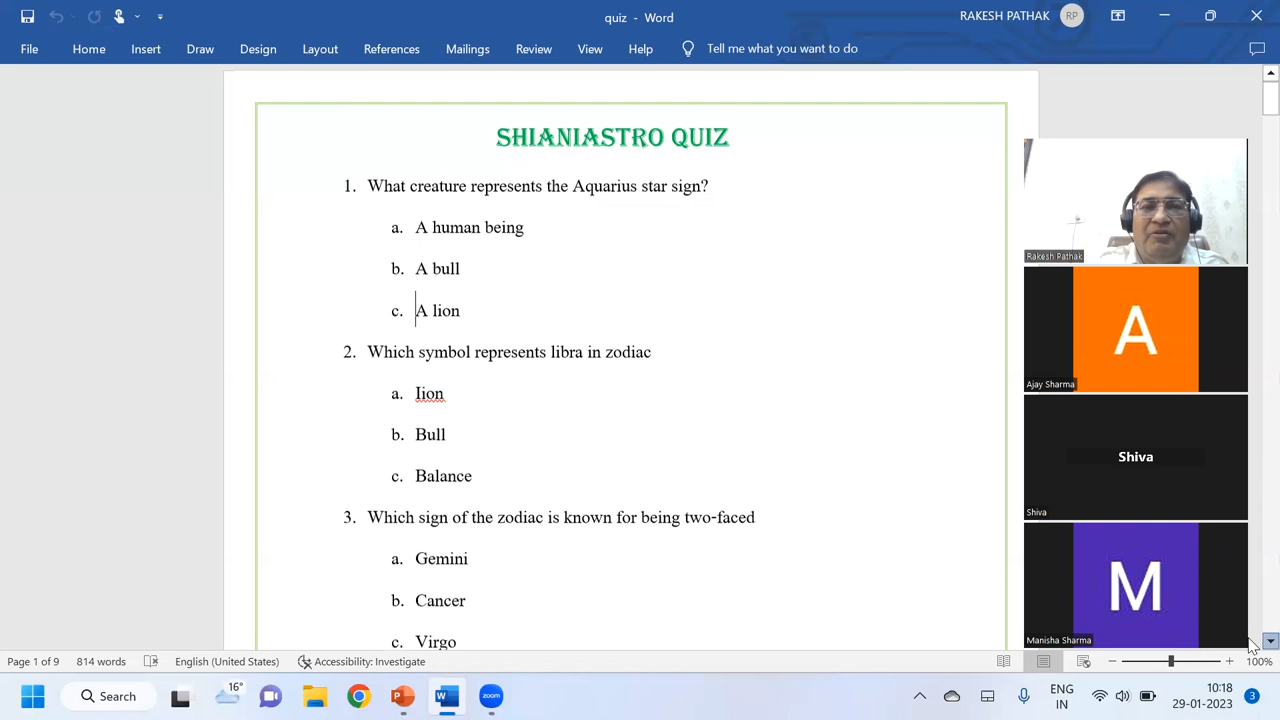 quiz - Word
RAKESH PATHAK RP
File Home Insert Draw Design Layout References Mailings Review View Help Tell me what you want to do
SHIANIASTRO QUIZ
1. What creature represents the Aquarius star sign?
a. A human being
b. A bull
c. A lion
2. Which symbol represents libra in zodiac
a. Iion
b. Bull
c. Balance
3. Which sign of the zodiac is known for being two-faced
a. Gemini
b. Cancer
c. Virgo
Rakesh Pathak
A
Ajay Sharma
Shiva
Shiva
M
Manisha Sharma
Page 1 of 9 814 words English (United States) Accessibility: Investigate 100%
Search 16° zoom ENG IN 10:18 29-01-2023 3